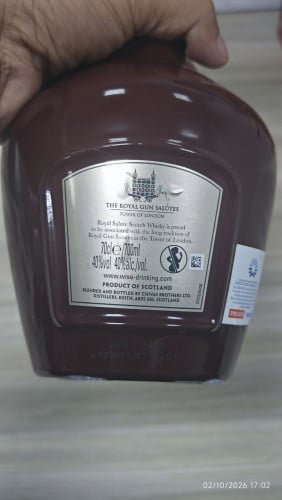 THE ROYAL GUN SALUTES
TOWER OF LONDON
Royal Salute Scotch Whisky is proud
to be associated with the long tradition of
Royal Gun Salutes at the Tower of London.
70cl e 700ml
40%vol 40%alc./vol.
www.wise-drinking.com
PRODUCT OF SCOTLAND
BLENDED AND BOTTLED BY CHIVAS BROTHERS LTD.
DISTILLERS, KEITH, AB55 5BS, SCOTLAND
02/10/2026 17:02